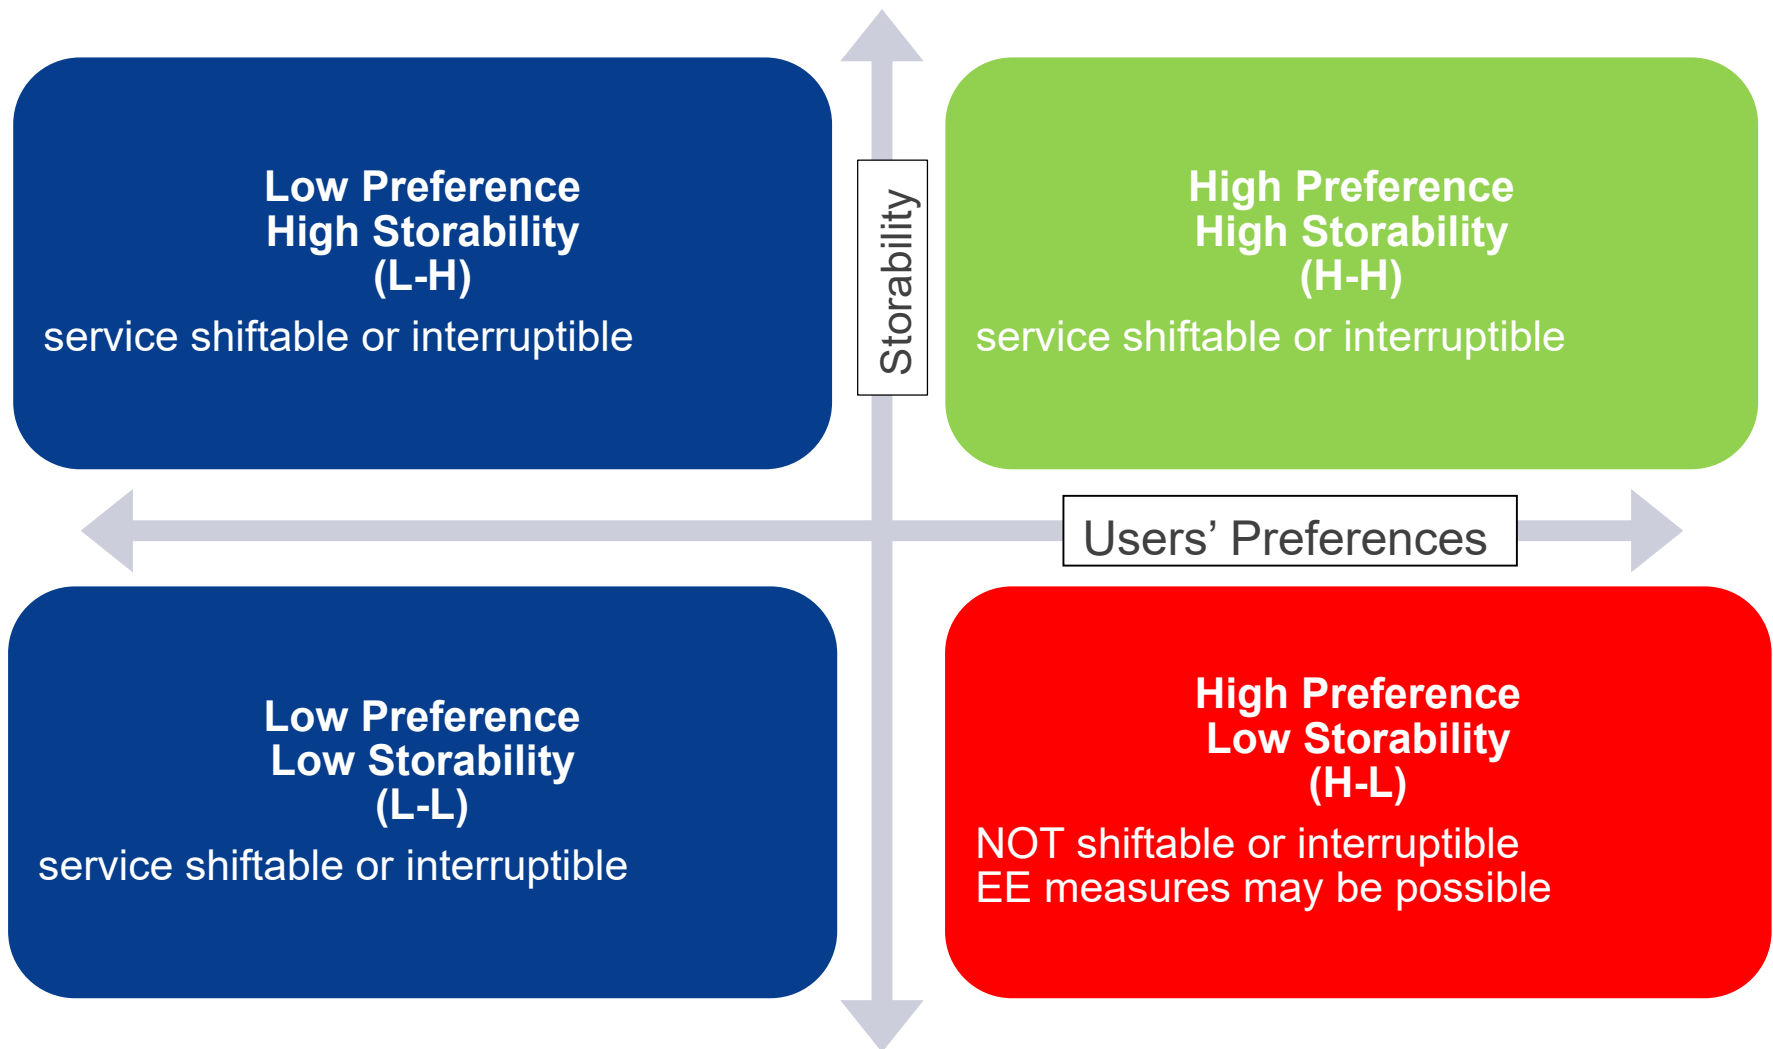 Low Preference
High Storability
(L-H)
service shiftable or interruptible
Storability
High Preference
High Storability
(H-H)
service shiftable or interruptible
Users’ Preferences
Low Preference
Low Storability
(L-L)
service shiftable or interruptible
High Preference
Low Storability
(H-L)
NOT shiftable or interruptible
EE measures may be possible